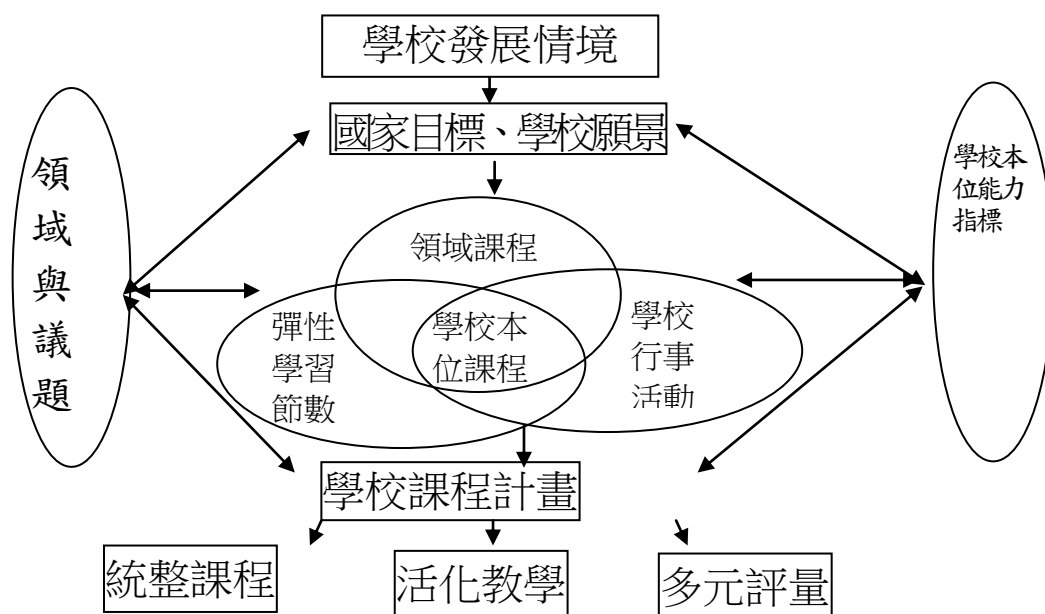 學校發展情境
國家目標、學校願景
領
域
與
議
題
學校本
位能力
指標
領域課程
彈性
學習
節數
學校本
位課程
學校
行事
活動
學校課程計畫
統整課程
活化教學
多元評量